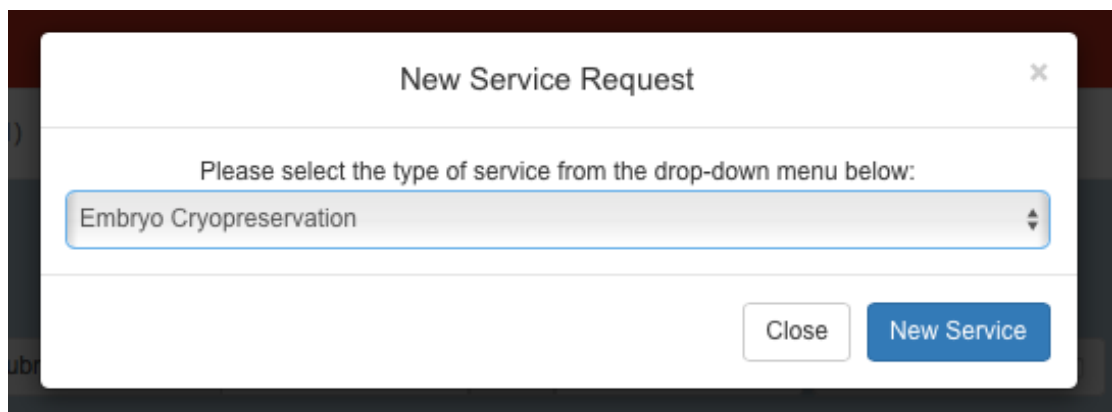 New Service Request
×
Please select the type of service from the drop-down menu below:
Embryo Cryopreservation
Close
New Service